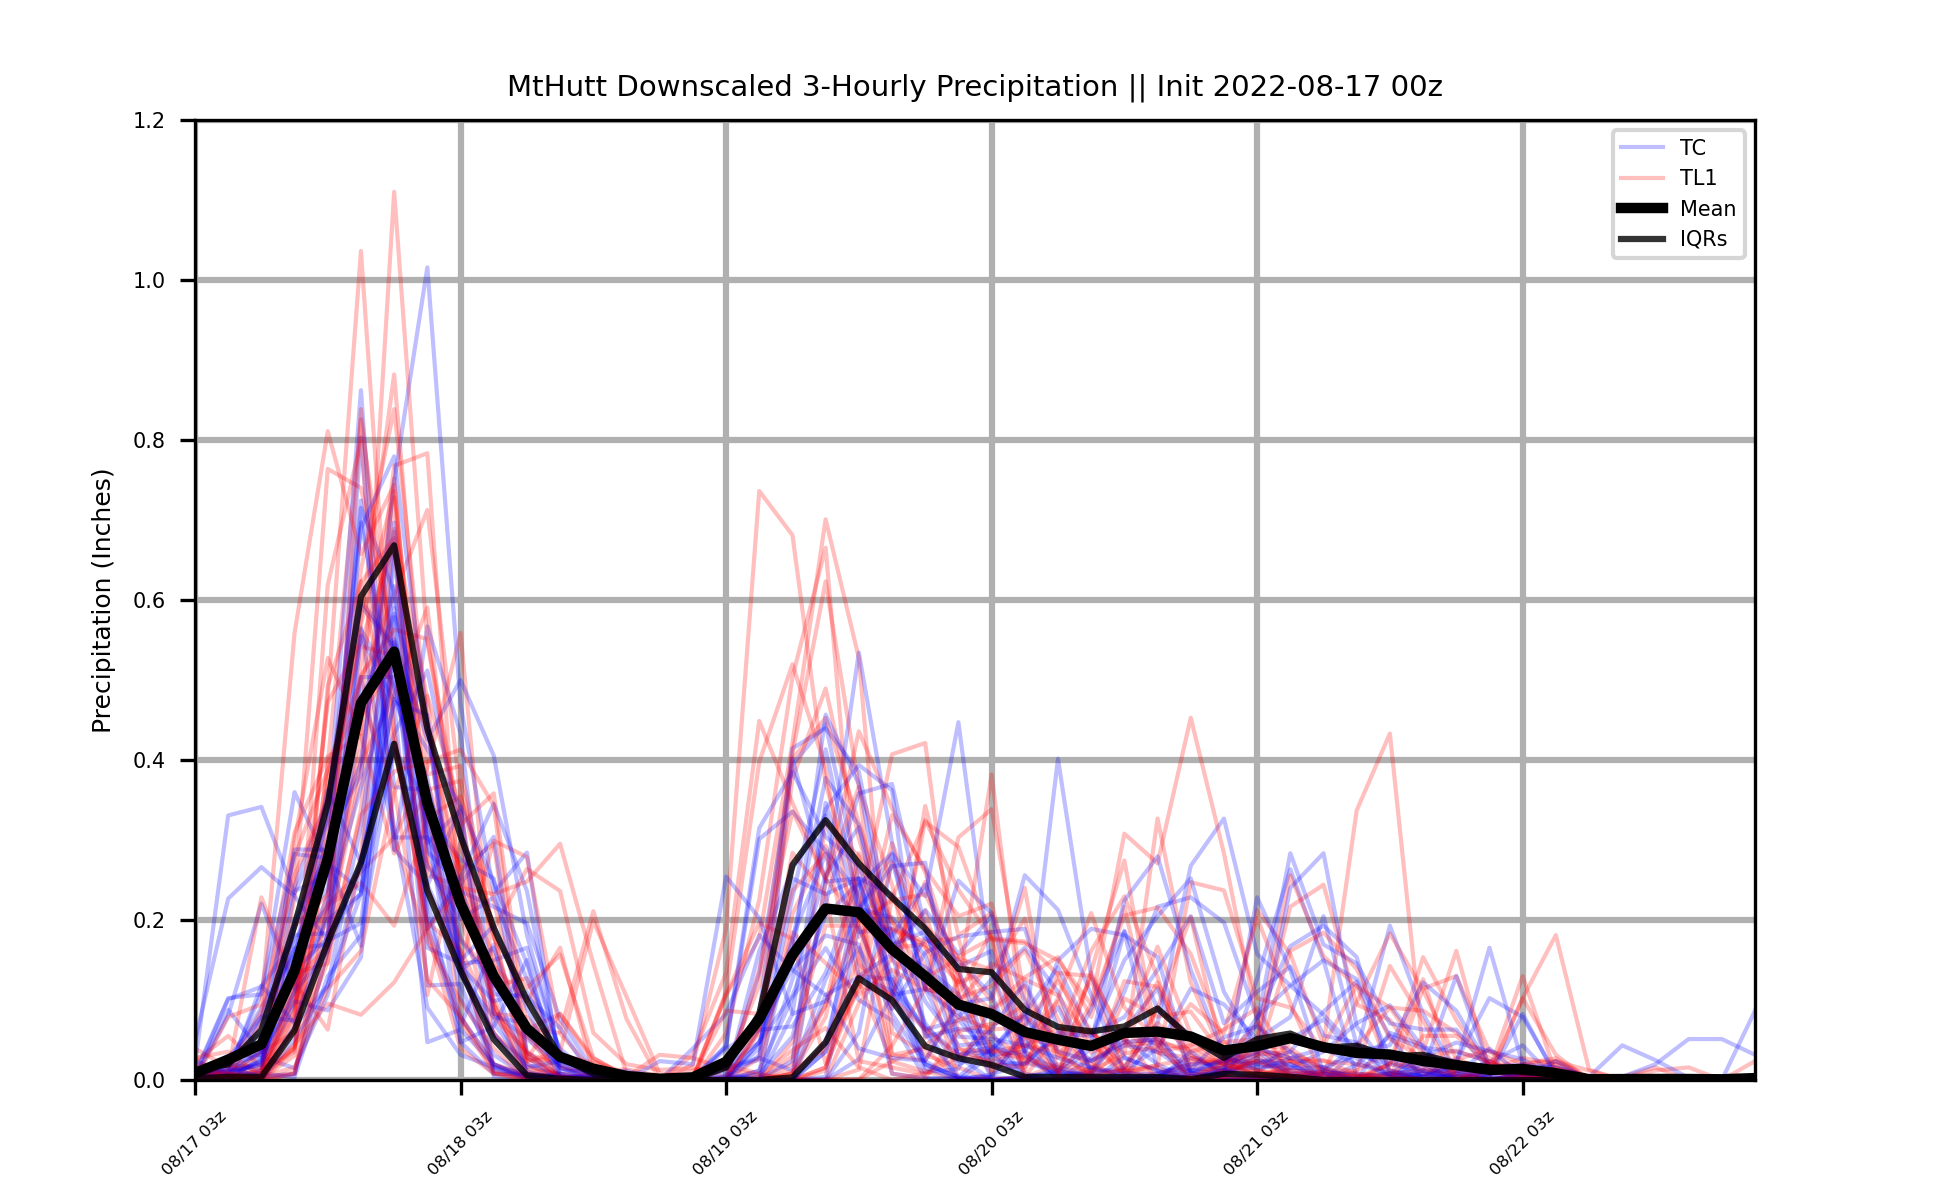 MtHutt Downscaled 3-Hourly Precipitation || Init 2022-08-17 00z
TC
TL1
Mean
IQRs
Precipitation (Inches)
1.2
1.0
0.8
0.6
0.4
0.2
0.0
08/17 03z
08/18 03z
08/19 03z
08/20 03z
08/21 03z
08/22 03z